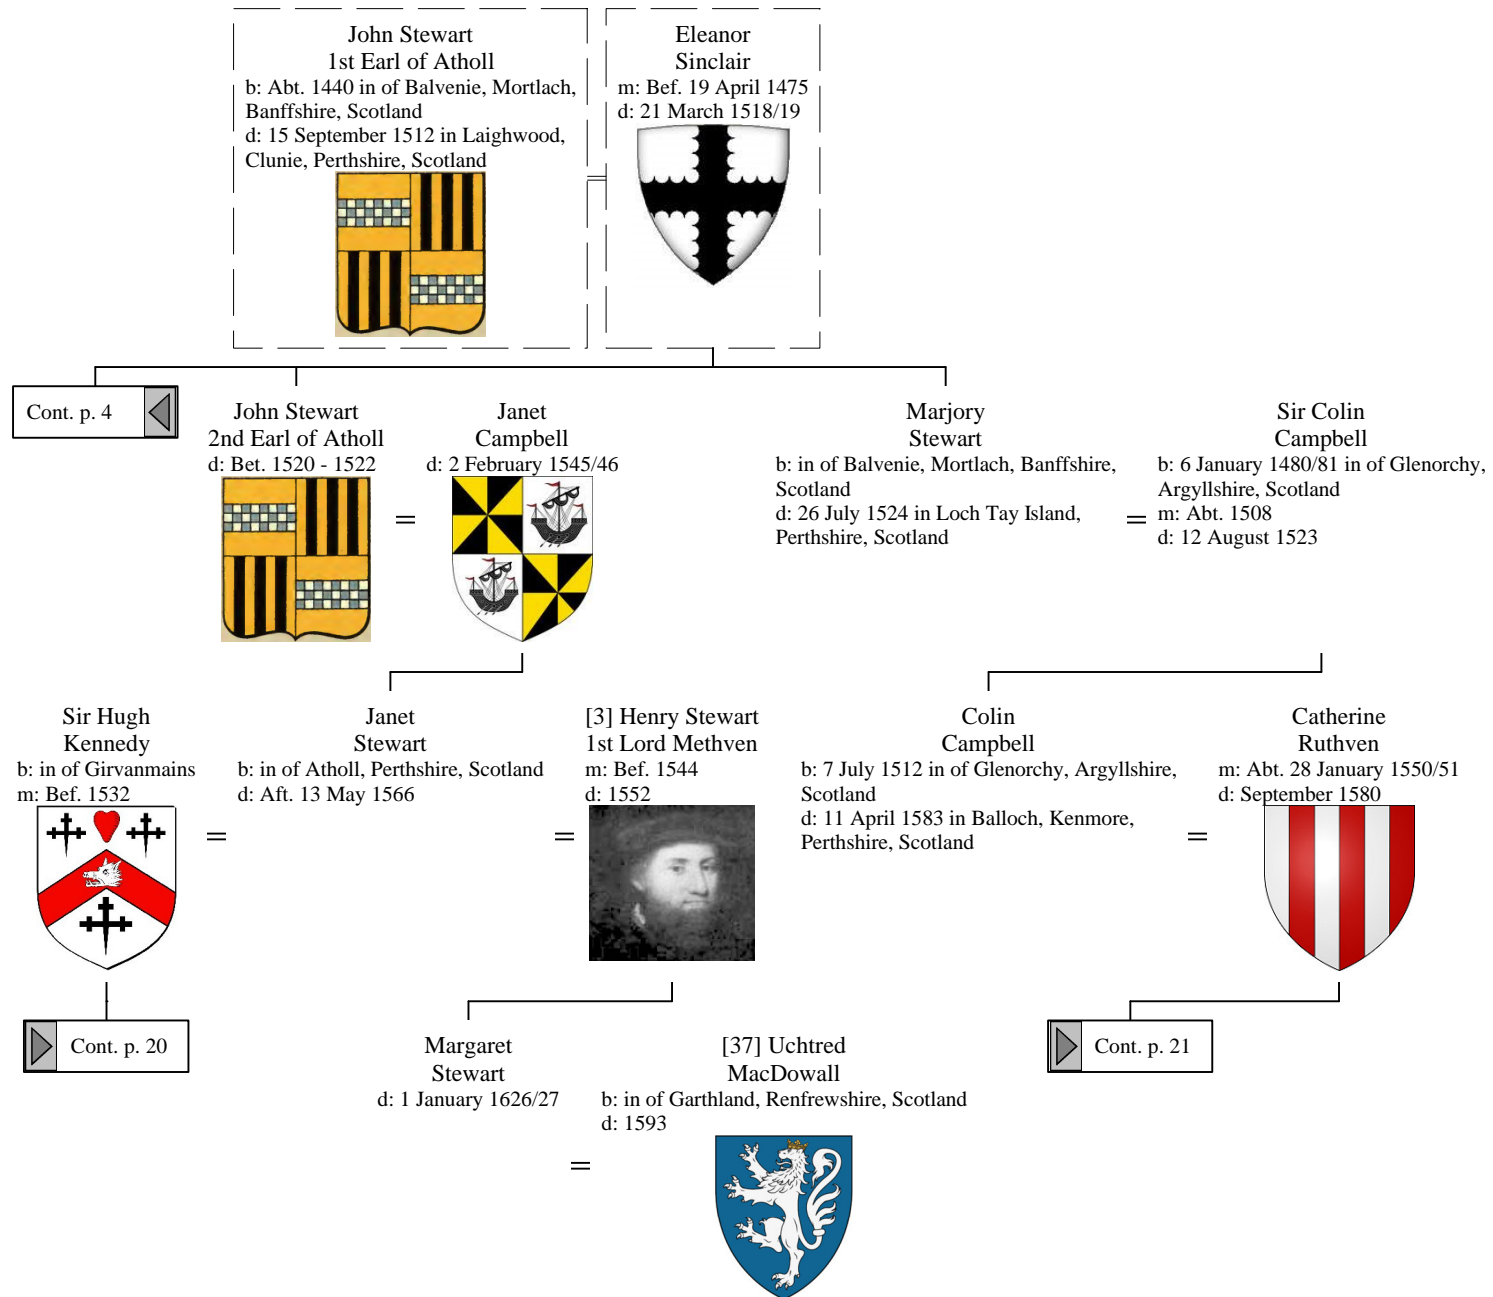 John Stewart
1st Earl of Atholl
b: Abt. 1440 in of Balvenie, Mortlach,
Banffshire, Scotland
d: 15 September 1512 in Laighwood,
Clunie, Perthshire, Scotland
=
Eleanor
Sinclair
m: Bef. 19 April 1475
d: 21 March 1518/19
Cont. p. 4
John Stewart
2nd Earl of Atholl
d: Bet. 1520 - 1522
=
Janet
Campbell
d: 2 February 1545/46
Marjory
Stewart
b: in of Balvenie, Mortlach, Banffshire,
Scotland
d: 26 July 1524 in Loch Tay Island,
Perthshire, Scotland
=
Sir Colin
Campbell
b: 6 January 1480/81 in of Glenorchy,
Argyllshire, Scotland
m: Abt. 1508
d: 12 August 1523
Sir Hugh
Kennedy
b: in of Girvanmains
m: Bef. 1532
=
Janet
Stewart
b: in of Atholl, Perthshire, Scotland
d: Aft. 13 May 1566
=
[3] Henry Stewart
1st Lord Methven
m: Bef. 1544
d: 1552
Colin
Campbell
b: 7 July 1512 in of Glenorchy, Argyllshire,
Scotland
d: 11 April 1583 in Balloch, Kenmore,
Perthshire, Scotland
=
Catherine
Ruthven
m: Abt. 28 January 1550/51
d: September 1580
Cont. p. 20
Margaret
Stewart
d: 1 January 1626/27
=
[37] Uchtred
MacDowall
b: in of Garthland, Renfrewshire, Scotland
d: 1593
Cont. p. 21